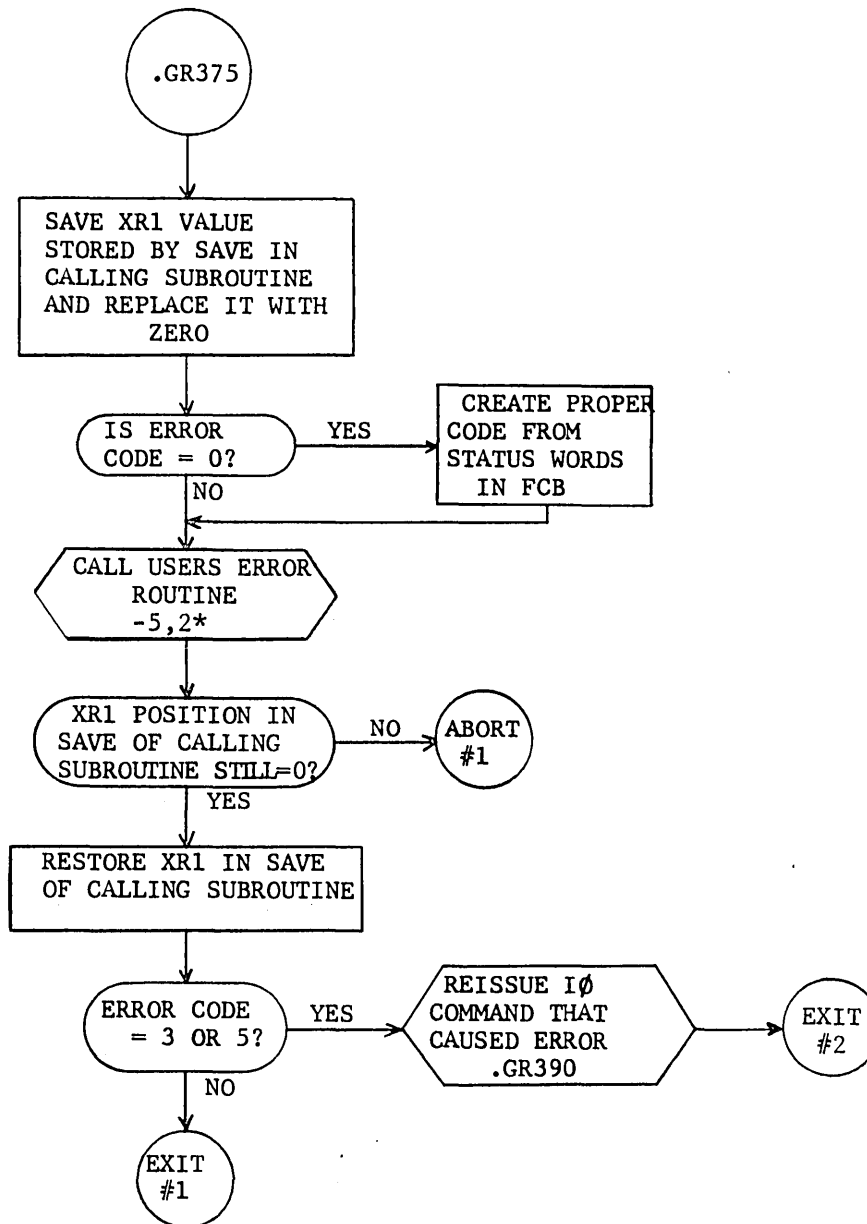 .GR375
SAVE XR1 VALUE
STORED BY SAVE IN
CALLING SUBROUTINE
AND REPLACE IT WITH
ZERO
IS ERROR
CODE = 0?
YES
CREATE PROPER
CODE FROM
STATUS WORDS
IN FCB
NO
CALL USERS ERROR
ROUTINE
-5,2*
XR1 POSITION IN
SAVE OF CALLING
SUBROUTINE STILL=0?
NO
ABORT
#1
YES
RESTORE XR1 IN SAVE
OF CALLING SUBROUTINE
ERROR CODE
= 3 OR 5?
YES
REISSUE IØ
COMMAND THAT
CAUSED ERROR
.GR390
EXIT
#2
NO
EXIT
#1